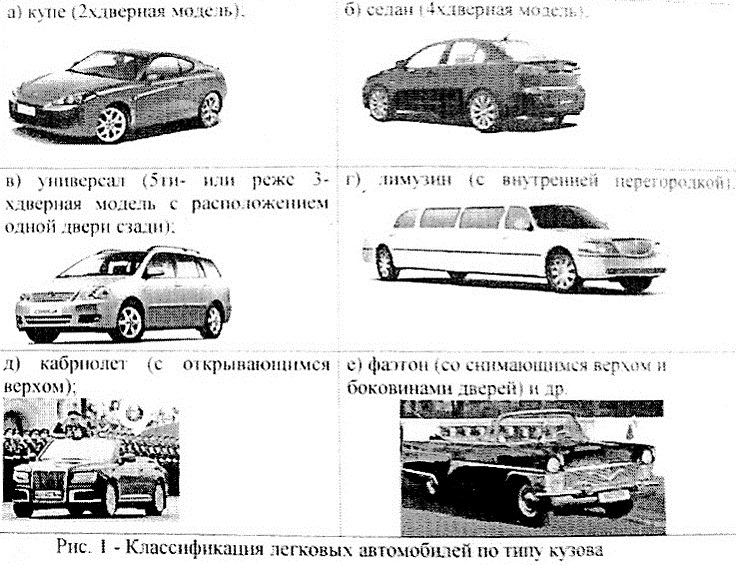 а) купе (2хдверная модель);
б) седан (4хдверная модель);
в) универсал (5ти- или реже 3-
хдверная модель с расположением
одной двери сзади);
г) лимузин (с внутренней перегородкой);
д) кабриолет (с открывающимся
верхом);
е) фаэтон (со снимающимся верхом и
боковинами дверей) и др.
Рис. 1 - Классификация легковых автомобилей по типу кузова